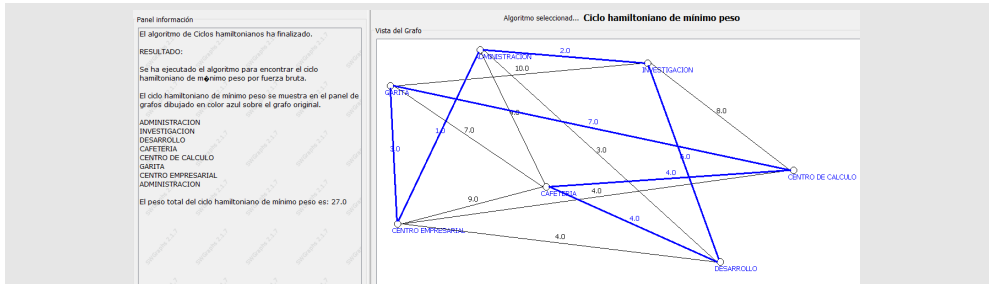 Panel información
El algoritmo de Ciclos hamiltonianos ha finalizado.
RESULTADO:
Se ha ejecutado el algoritmo para encontrar el ciclo
hamiltoniano de m�nimo peso por fuerza bruta.
El ciclo hamiltoniano de mínimo peso se muestra en el panel de
grafos dibujado en color azul sobre el grafo original.
ADMINISTRACION
INVESTIGACION
DESARROLLO
CAFETERIA
CENTRO DE CALCULO
GARITA
CENTRO EMPRESARIAL
ADMINISTRACION
El peso total del ciclo hamiltoniano de mínimo peso es: 27.0
Algoritmo seleccionad... Ciclo hamiltoniano de mínimo peso
Vista del Grafo
2.0
ADMINISTRACION
10.0
INVESTIGACION
GARITA
8.0
7.0
1.0
7.0
3.0
3.0
4.0
CENTRO DE CALCULO
CAFETERIA
4.0
9.0
4.0
CENTRO EMPRESARIAL
4.0
DESARROLLO